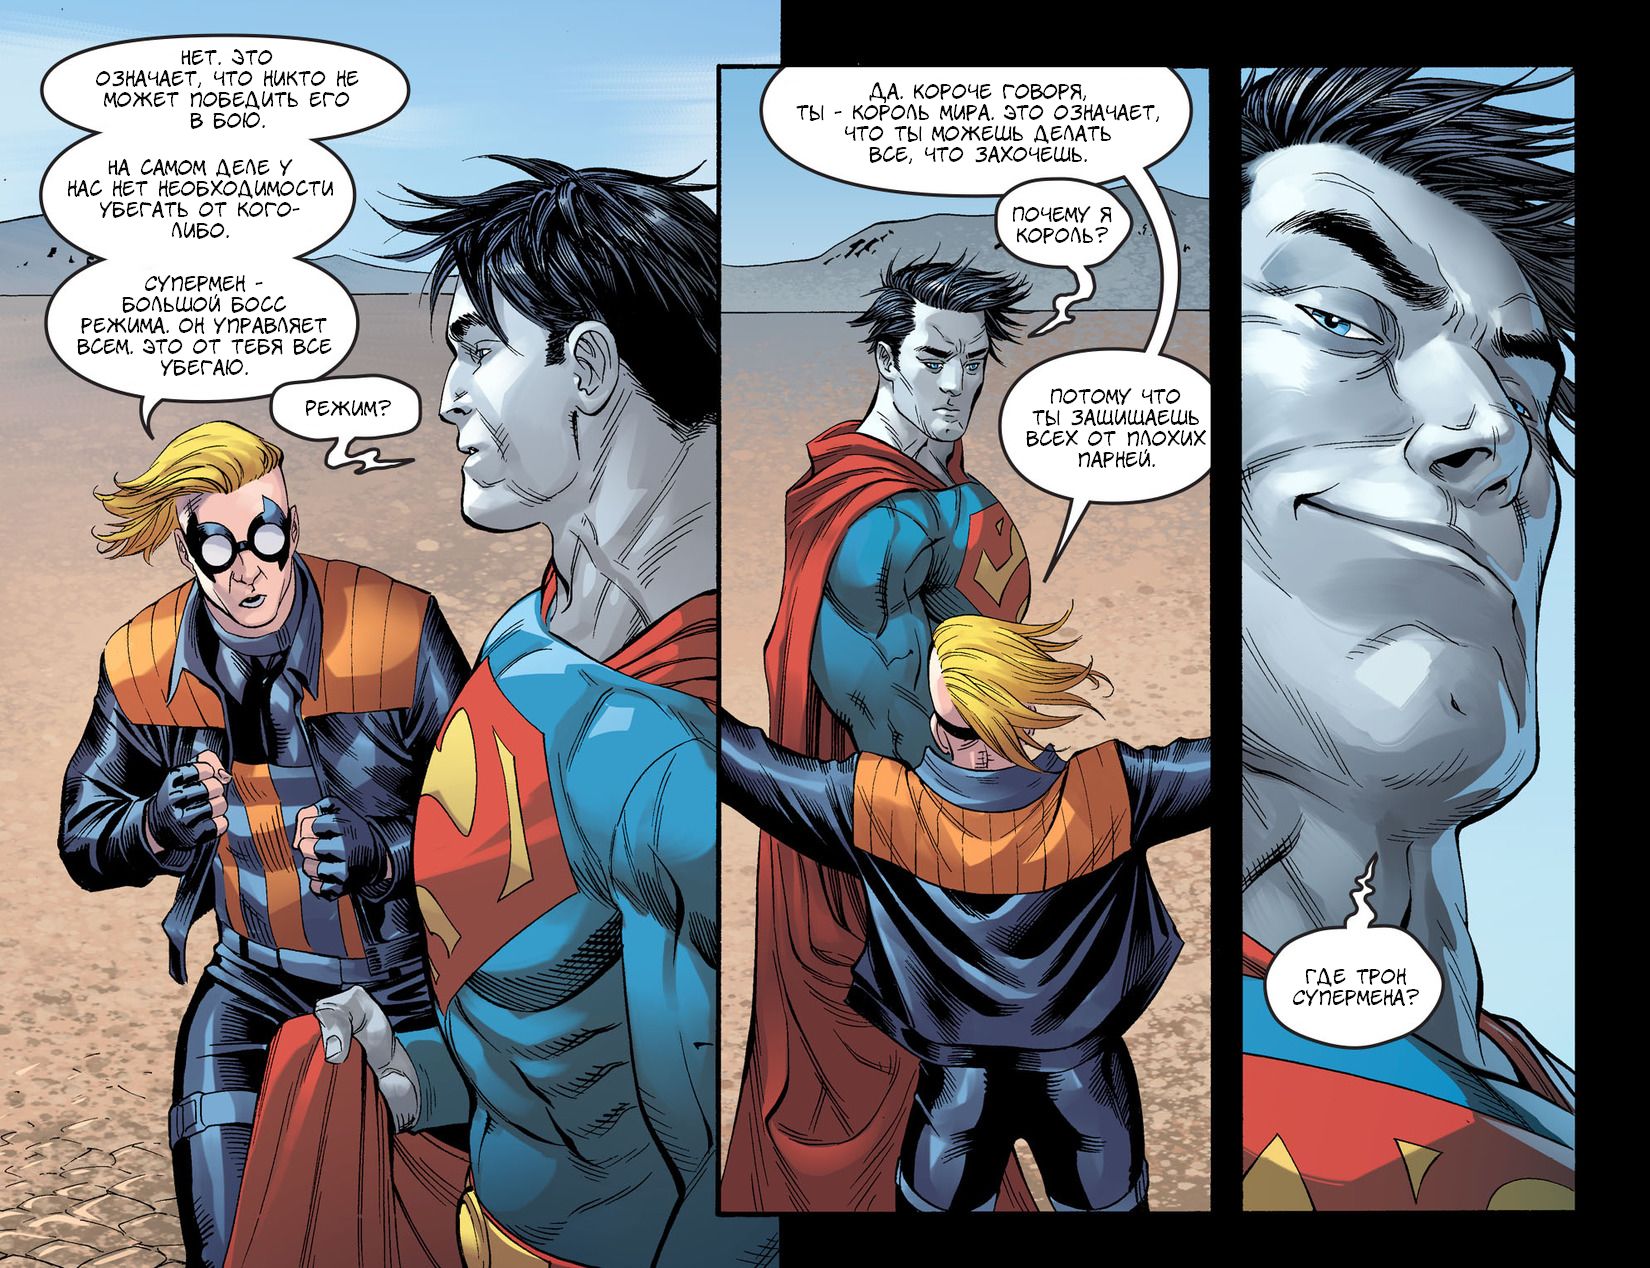 НЕТ. ЭТО
ОЗНАЧАЕТ, ЧТО НИКТО НЕ
МОЖЕТ ПОБЕДИТЬ ЕГО
В БОЮ.
НА САМОМ ДЕЛЕ У
НАС НЕТ НЕОБХОДИМОСТИ
УБЕГАТЬ ОТ КОГО-
ЛИБО.
СУПЕРМЕН -
БОЛЬШОЙ БОСС
РЕЖИМА. ОН УПРАВЛЯЕТ
ВСЕМ. ЭТО ОТ ТЕБЯ ВСЕ
УБЕГАЮ.
РЕЖИМ?
ДА. КОРОЧЕ ГОВОРЯ,
ТЫ - КОРОЛЬ МИРА. ЭТО ОЗНАЧАЕТ,
ЧТО ТЫ МОЖЕШЬ ДЕЛАТЬ
ВСЕ, ЧТО ЗАХОЧЕШЬ.
ПОЧЕМУ Я
КОРОЛЬ?
ПОТОМУ ЧТО
ТЫ ЗАШИШАЕШЬ
ВСЕХ ОТ ПЛОХИХ
ПАРНЕЙ.
ГДЕ ТРОН
СУПЕРМЕНА?